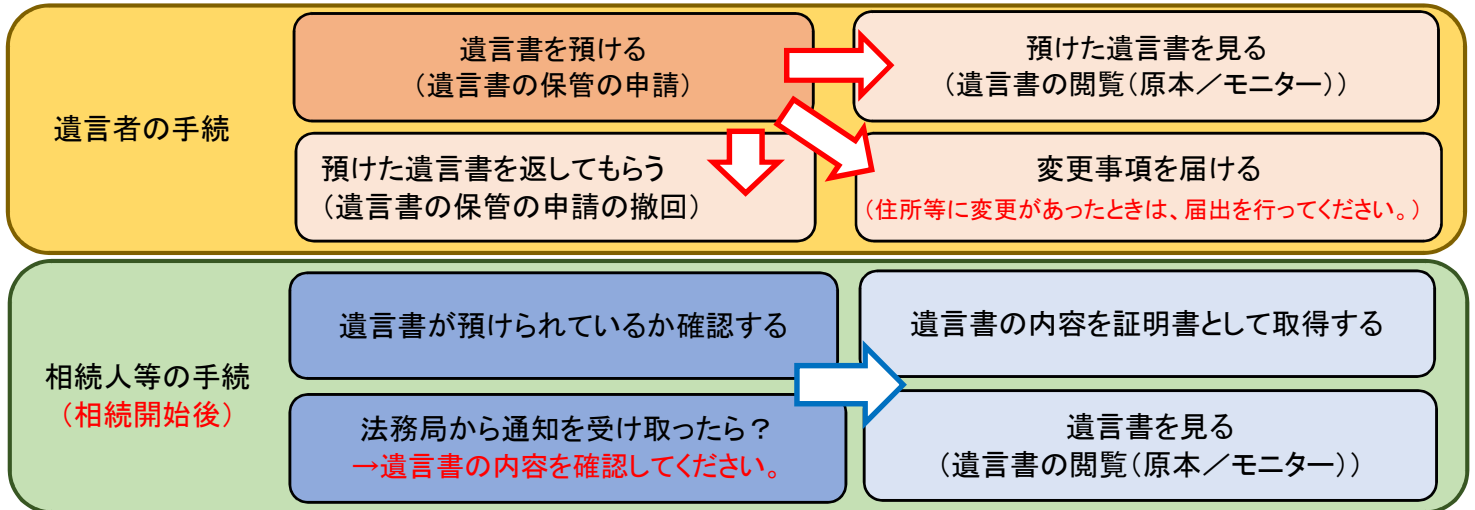 遺言者の手続
遺言書を預ける
(遺言書の保管の申請)
預けた遺言書を見る
(遺言書の閲覧(原本/モニター))
預けた遺言書を返してもらう
(遺言書の保管の申請の撤回)
変更事項を届ける
(住所等に変更があったときは、届出を行ってください。)
相続人等の手続
(相続開始後)
遺言書が預けられているか確認する
遺言書の内容を証明書として取得する
法務局から通知を受け取ったら?
→遺言書の内容を確認してください。
遺言書を見る
(遺言書の閲覧(原本/モニター))